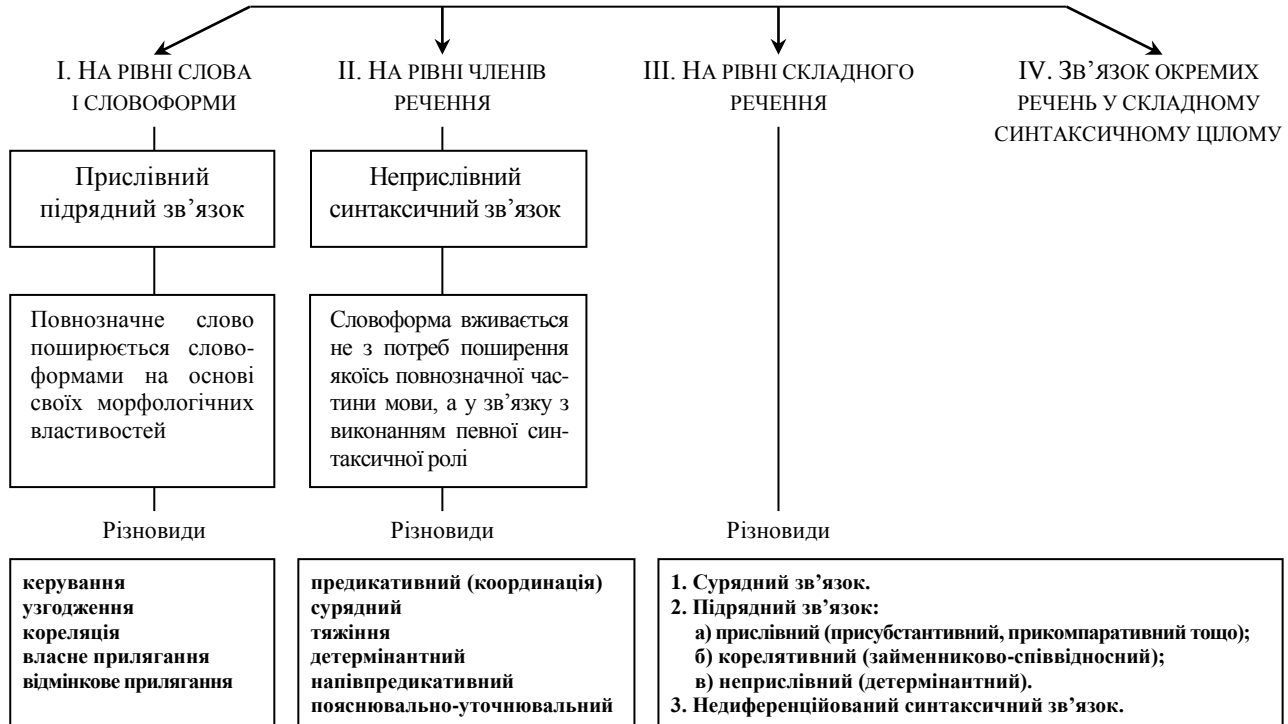 І. НА РІВНІ СЛОВА
І СЛОВОФОРМИ
Прислівний
підрядний зв’язок
Повнозначне слово
поширюється слово-
формами на основі
своїх морфологічних
властивостей
Різновиди
керування
узгодження
кореляція
власне прилягання
відмінкове прилягання
ІІ. НА РІВНІ ЧЛЕНІВ
РЕЧЕННЯ
Неприслівний
синтаксичний зв’язок
Словоформа вживається
не з потреб поширення
якоїсь повнозначної час-
тини мови, а у зв’язку з
виконанням певної син-
таксичної ролі
Різновиди
предикативний (координація)
сурядний
тяжіння
детермінантний
напівпредикативний
пояснювально-уточнювальний
ІІІ. НА РІВНІ СКЛАДНОГО
РЕЧЕННЯ
Різновиди
1. Сурядний зв’язок.
2. Підрядний зв’язок:
а) прислівний (присубстантивний, прикомпаративний тощо);
б) корелятивний (займенниково-співвідносний);
в) неприслівний (детермінантний).
3. Недиференційований синтаксичний зв’язок.
IV. ЗВ’ЯЗОК ОКРЕМИХ
РЕЧЕНЬ У СКЛАДНОМУ
СИНТАКСИЧНОМУ ЦІЛОМУ